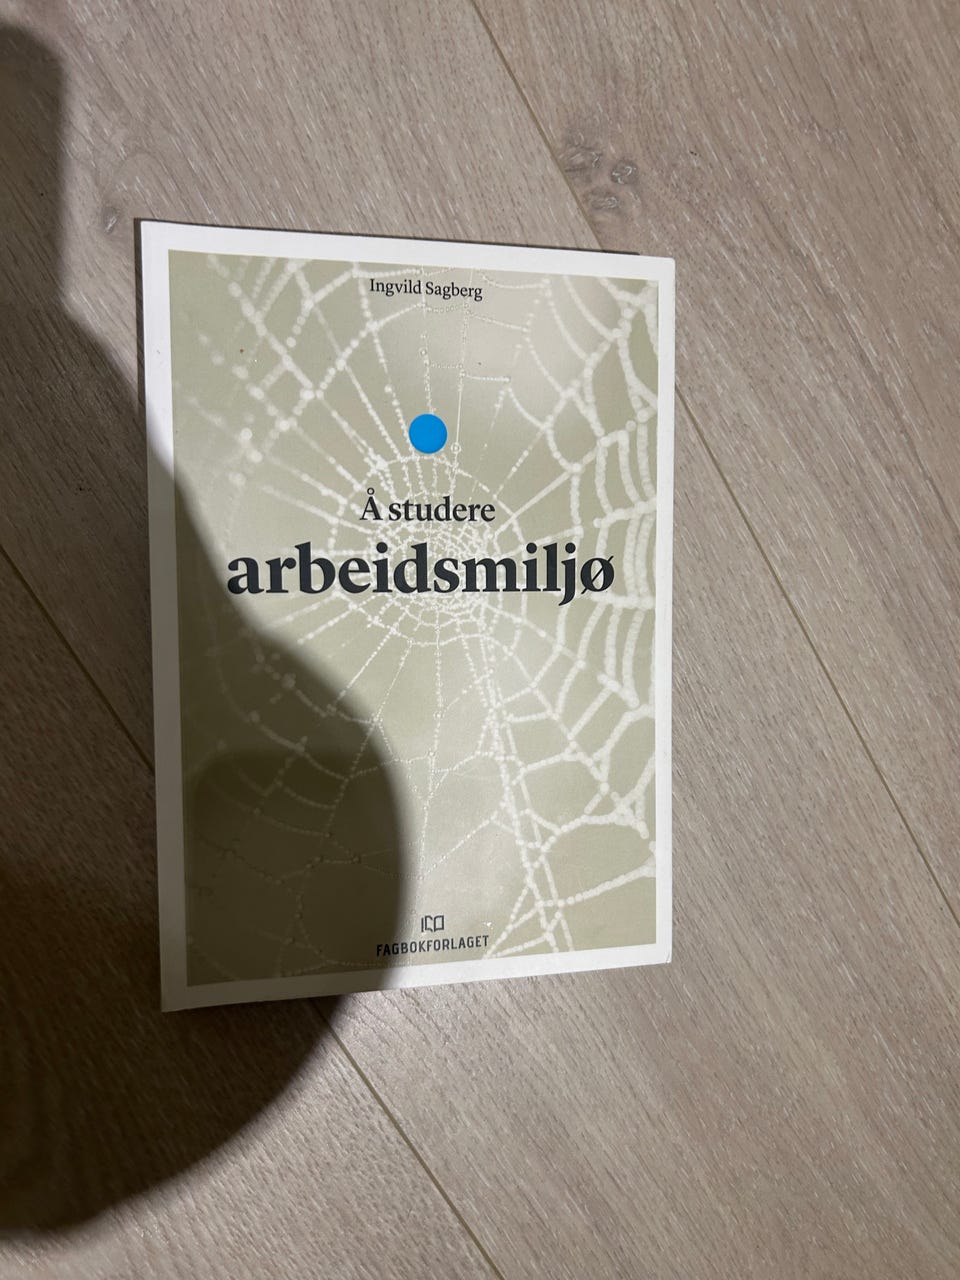 Ingvild Sagberg
Å studere
arbeidsmiljø
FAGBOKFORLAGET